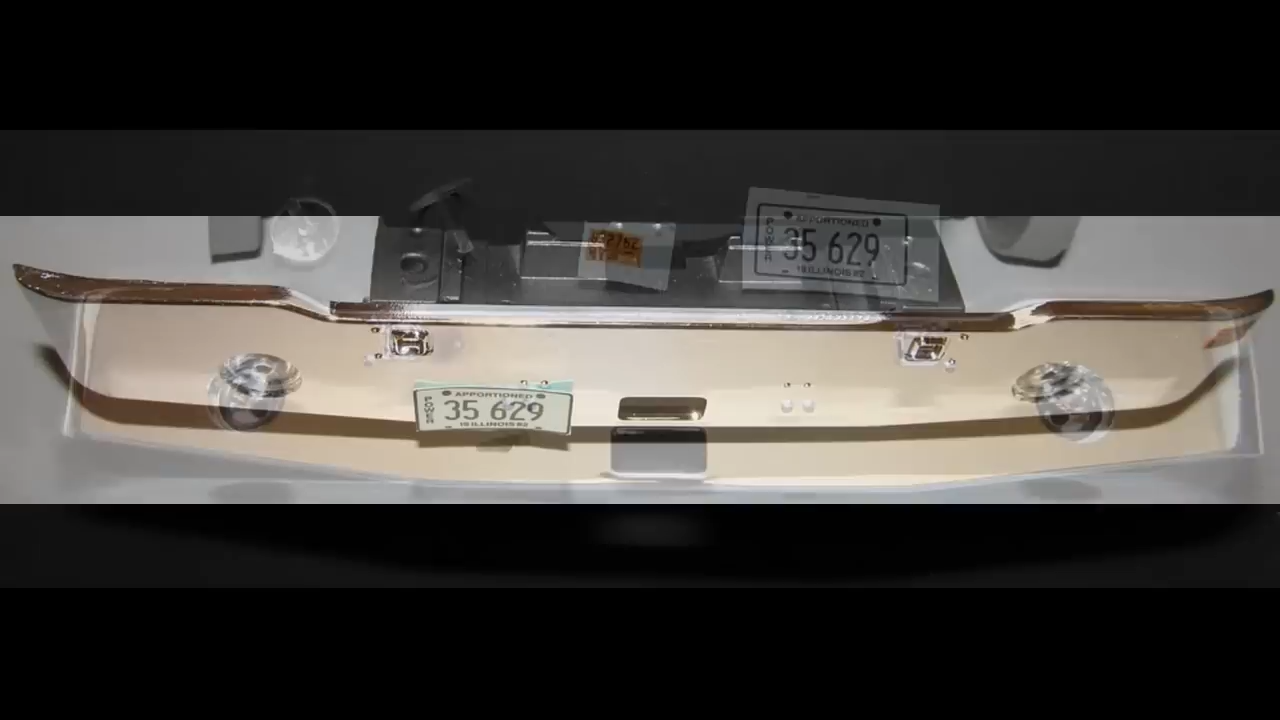 APPORTIONED
POWER
35 629
19 ILLINOIS 82
APPORTIONED
POWER
35 629
19 ILLINOIS 82